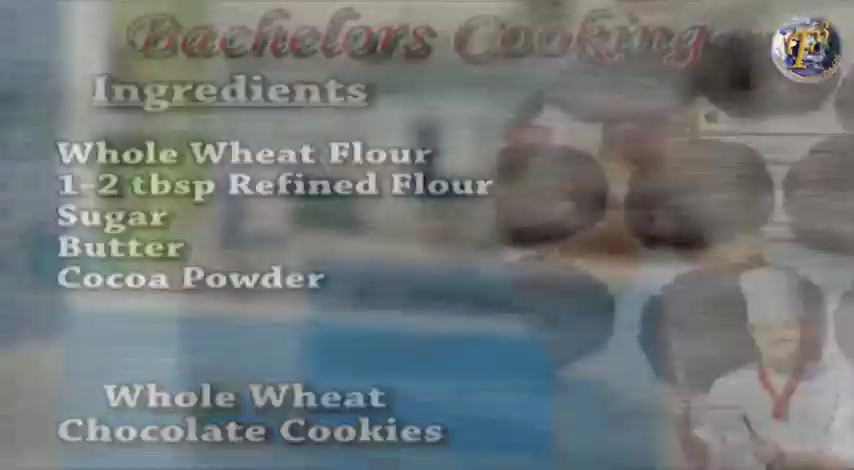 Bachelors Cooking
Ingredients
Whole Wheat Flour
1-2 tbsp Refined Flour
Sugar
Butter
Cocoa Powder
Whole Wheat
Chocolate Cookies